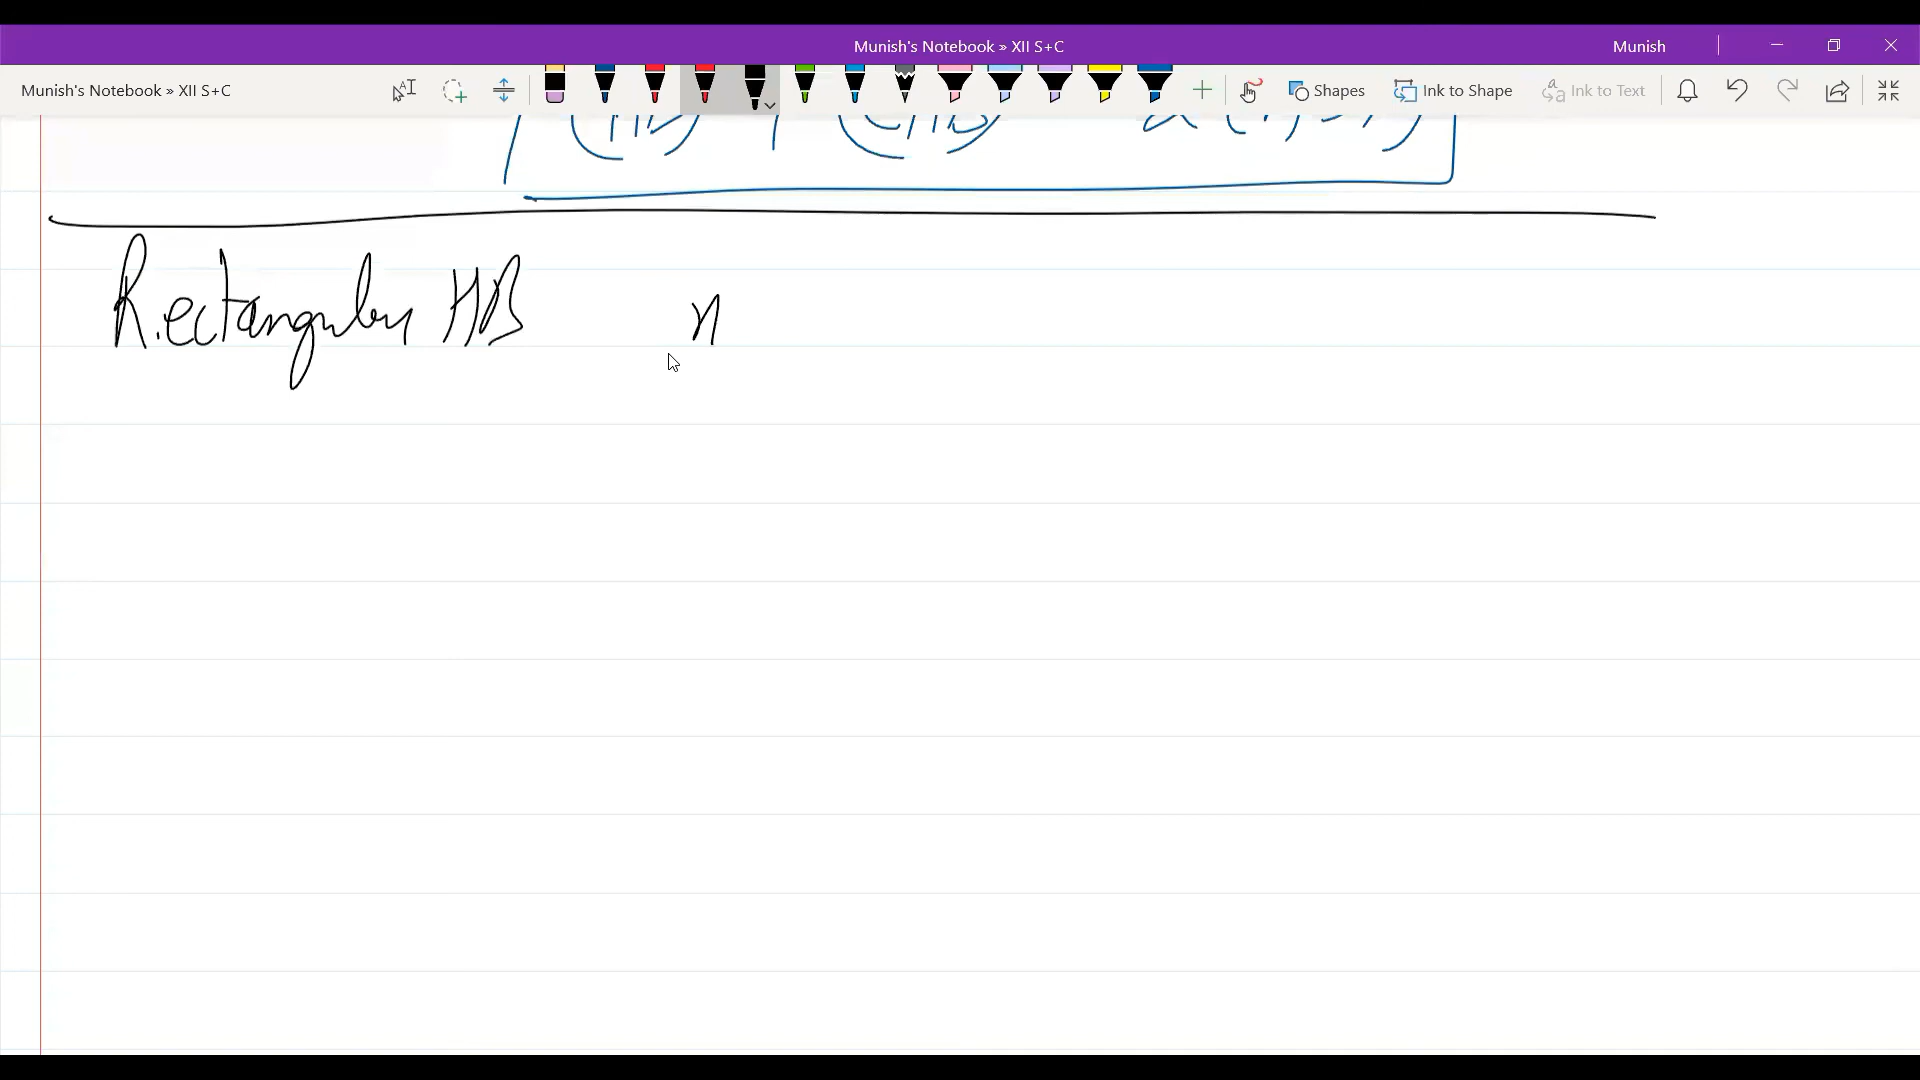 Munish's Notebook » XII S+C
Munish
Munish's Notebook » XII S+C
Shapes
Ink to Shape
Ink to Text
Rectangular HB x